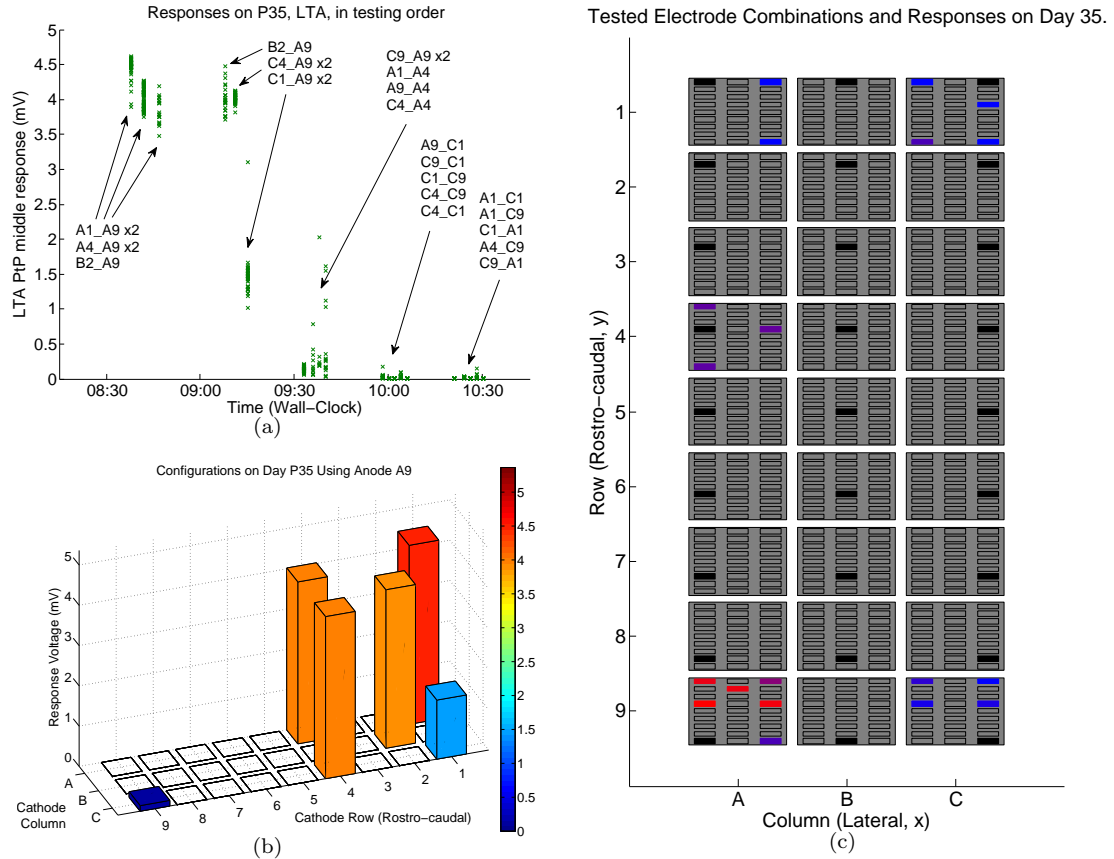 Responses on P35, LTA, in testing order
LTA PtP middle response (mV)
5
4.5
4
3.5
3
2.5
2
1.5
1
0.5
0
B2_A9
C4_A9 x2
C1_A9 x2
C9_A9 x2
A1_A4
A9_A4
C4_A4
A9_C1
C9_C1
C1_C9
C4_C9
C4_C1
A1_C1
A1_C9
C1_A1
A4_C9
C9_A1
A1_A9 x2
A4_A9 x2
B2_A9
08:30 09:00 09:30 10:00 10:30
Time (Wall−Clock)
(a)
Configurations on Day P35 Using Anode A9
Response Voltage (mV)
5
4
3
2
1
0
A
B
C
Cathode
Column
9 8 7 6 5 4 3 2 1
Cathode Row (Rostro−caudal)
5
4.5
4
3.5
3
2.5
2
1.5
1
0.5
0
(b)
Tested Electrode Combinations and Responses on Day 35.
Row (Rostro−caudal, y)
1
2
3
4
5
6
7
8
9
A B C
Column (Lateral, x)
(c)